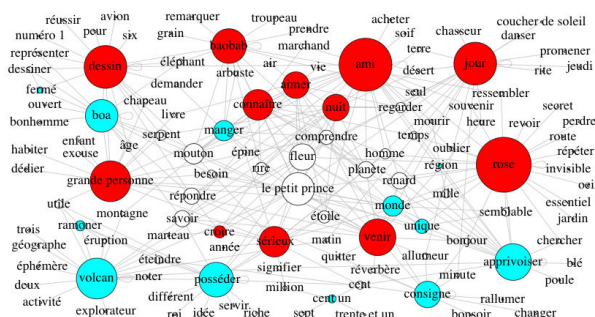 réussir avion remarquer troupeau acheter coucher de soleil
numéro 1 pour six grain prendre soif chasseur danser
représenter dessin baobab marchand ami terre jour promener
dessiner éléphant arbuste air vie désert rite jeudi
fermé demander aimer seul ressembler
ouvert chapeau connaître nuit regarder souvenir secret
bonhomme boa livre manger mourir heure revoir perdre
enfant âge serpent comprendre temps route
habiter exouse mouton épine fleur homme oublier répéter
dédier grande personne besoin rire planète région rose invisible
répondre le petit prince renard mille essentiel
utile montagne savoir étoile monde semblable jardin
trois ramoner marteau croire unique
géographe éruption année sérieux matin venir bonjour chercher
éphémère volcan éteindre quitter allumeur apprivoiser blé
deux noter posséder signifier réverbère minute poule
activité million cent consigne
explorateur différent cent un rallumer
idée servir trente et un bonsoir changer